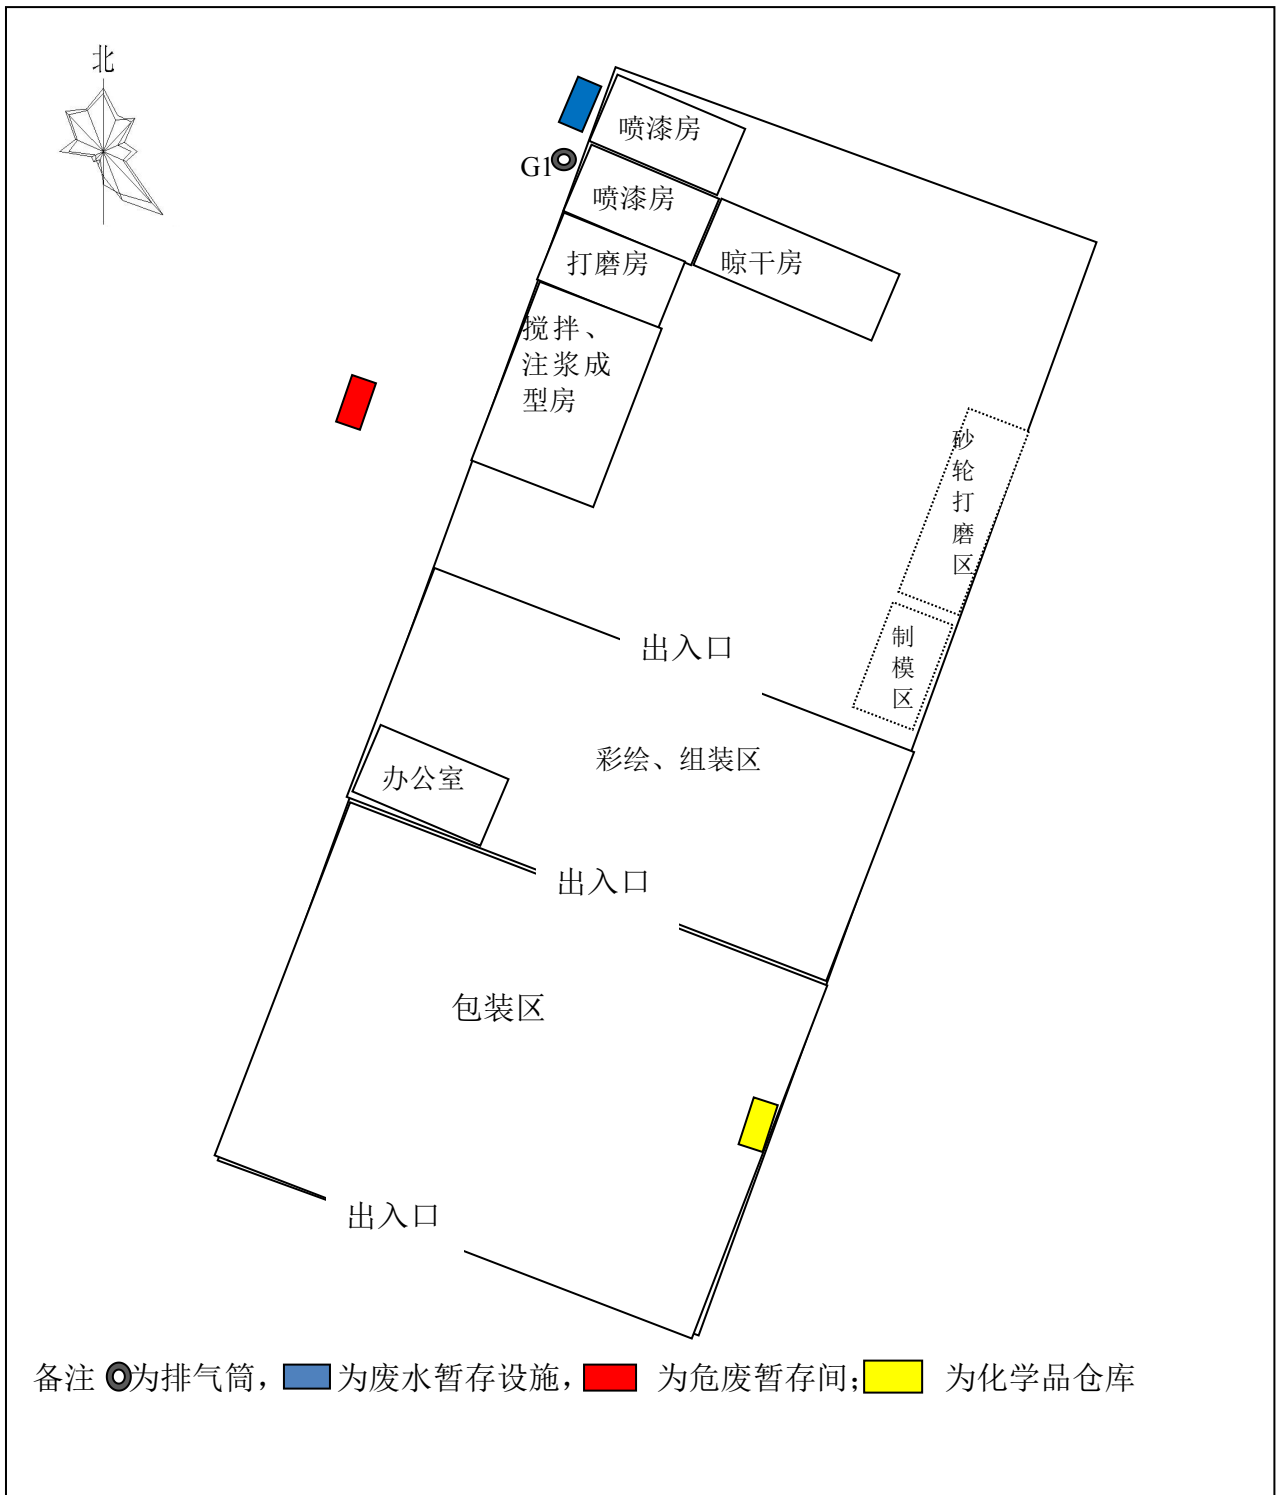 北
喷漆房
G1
喷漆房
打磨房
晾干房
搅拌、
注浆成
型房
砂
轮
打
磨
区
制
模
区
出入口
彩绘、组装区
办公室
出入口
包装区
出入口
备注 为排气筒， 为废水暂存设施， 为危废暂存间； 为化学品仓库